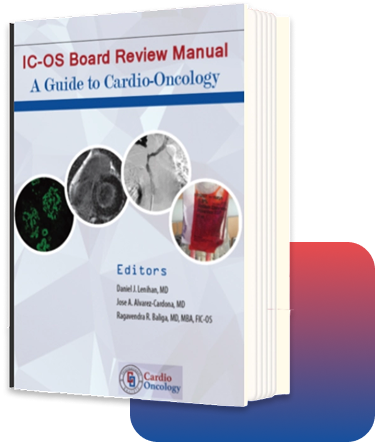 IC-OS Board Review Manual
A Guide to Cardio-Oncology
Editors
Daniel J. Lenihan, MD
Jose A. Alvarez-Cardona, MD
Ragavendra R. Baliga, MD, MBA, FIC-OS
Cardio
Oncology